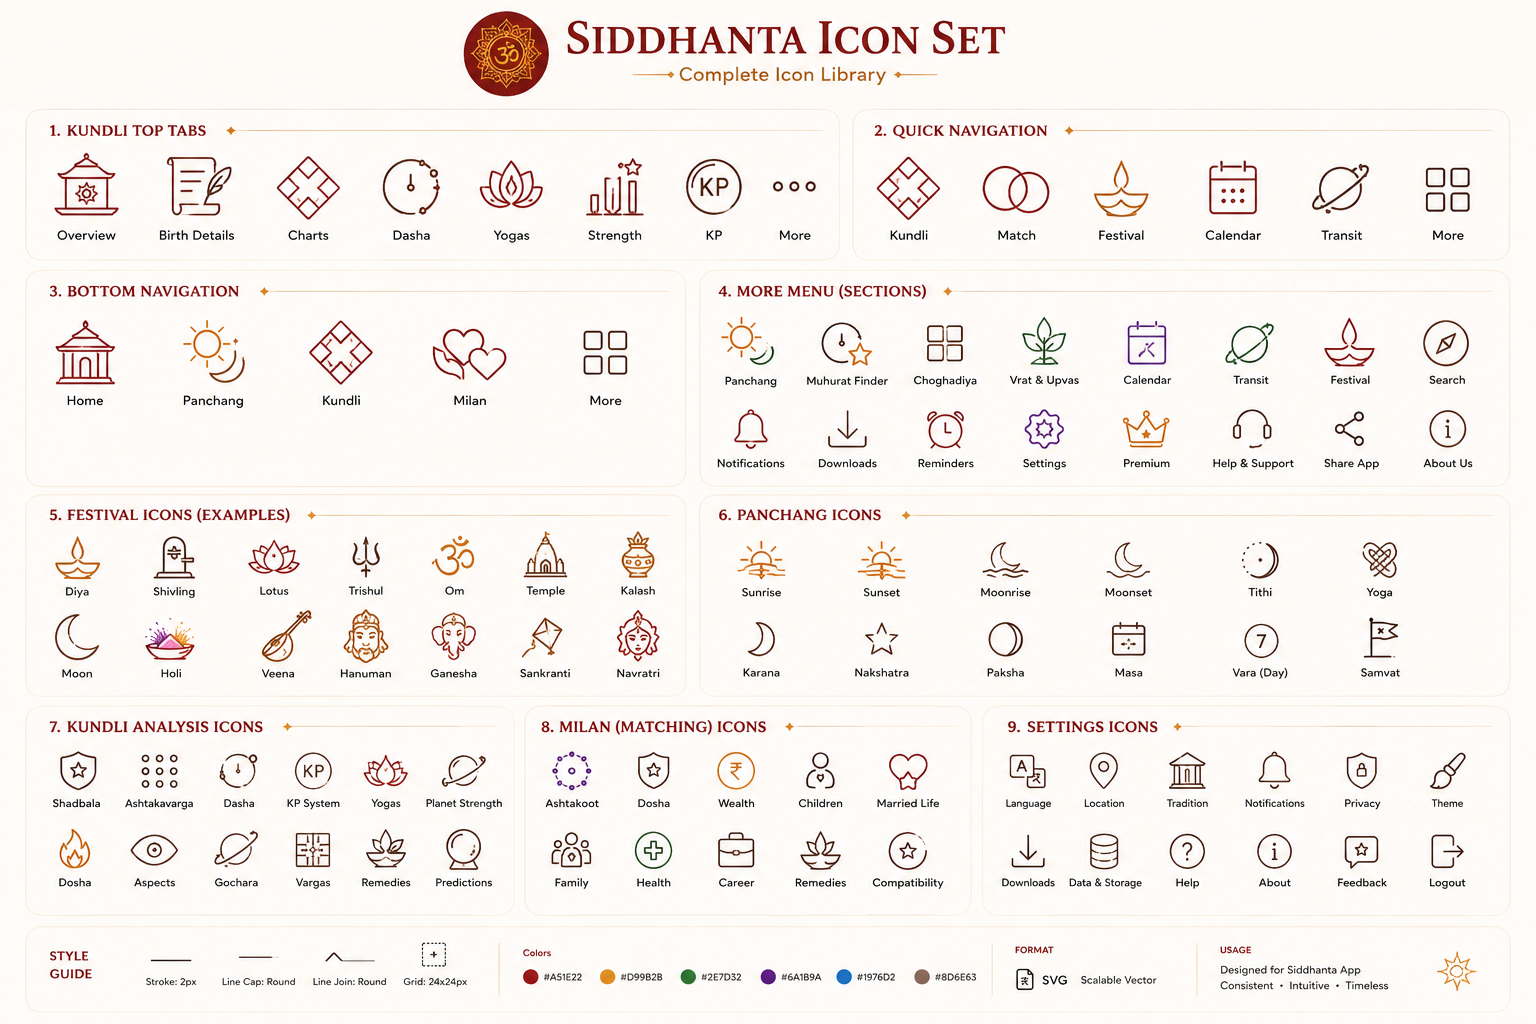 SIDDHANTA ICON SET
Complete Icon Library
1. KUNDLI TOP TABS
KP
Overview Birth Details Charts Dasha Yogas Strength KP More
2. QUICK NAVIGATION
Kundli Match Festival Calendar Transit More
3. BOTTOM NAVIGATION
Home Panchang Kundli Milan More
4. MORE MENU (SECTIONS)
Panchang Muhurat Finder Choghadiya Vrat & Upvas Calendar Transit Festival Search
Notifications Downloads Reminders Settings Premium Help & Support Share App About Us
5. FESTIVAL ICONS (EXAMPLES)
ॐ
Diya Shivling Lotus Trishul Om Temple Kalash
Moon Holi Veena Hanuman Ganesha Sankranti Navratri
6. PANCHANG ICONS
Sunrise Sunset Moonrise Moonset Tithi Yoga
7
Karana Nakshatra Paksha Masa Vara (Day) Samvat
7. KUNDLI ANALYSIS ICONS
KP
Shadbala Ashtakavarga Dasha KP System Yogas Planet Strength
Dosha Aspects Gochara Vargas Remedies Predictions
8. MILAN (MATCHING) ICONS
₹
Ashtakoot Dosha Wealth Children Married Life
Family Health Career Remedies Compatibility
9. SETTINGS ICONS
A
Language Location Tradition Notifications Privacy Theme
? i
Downloads Data & Storage Help About Feedback Logout
STYLE
GUIDE
Stroke: 2px Line Cap: Round Line Join: Round Grid: 24x24px
Colors
#A51E22 #D99B2B #2E7D32 #6A1B9A #1976D2 #8D6E63
FORMAT
SVG Scalable Vector
USAGE
Designed for Siddhanta App
Consistent • Intuitive • Timeless